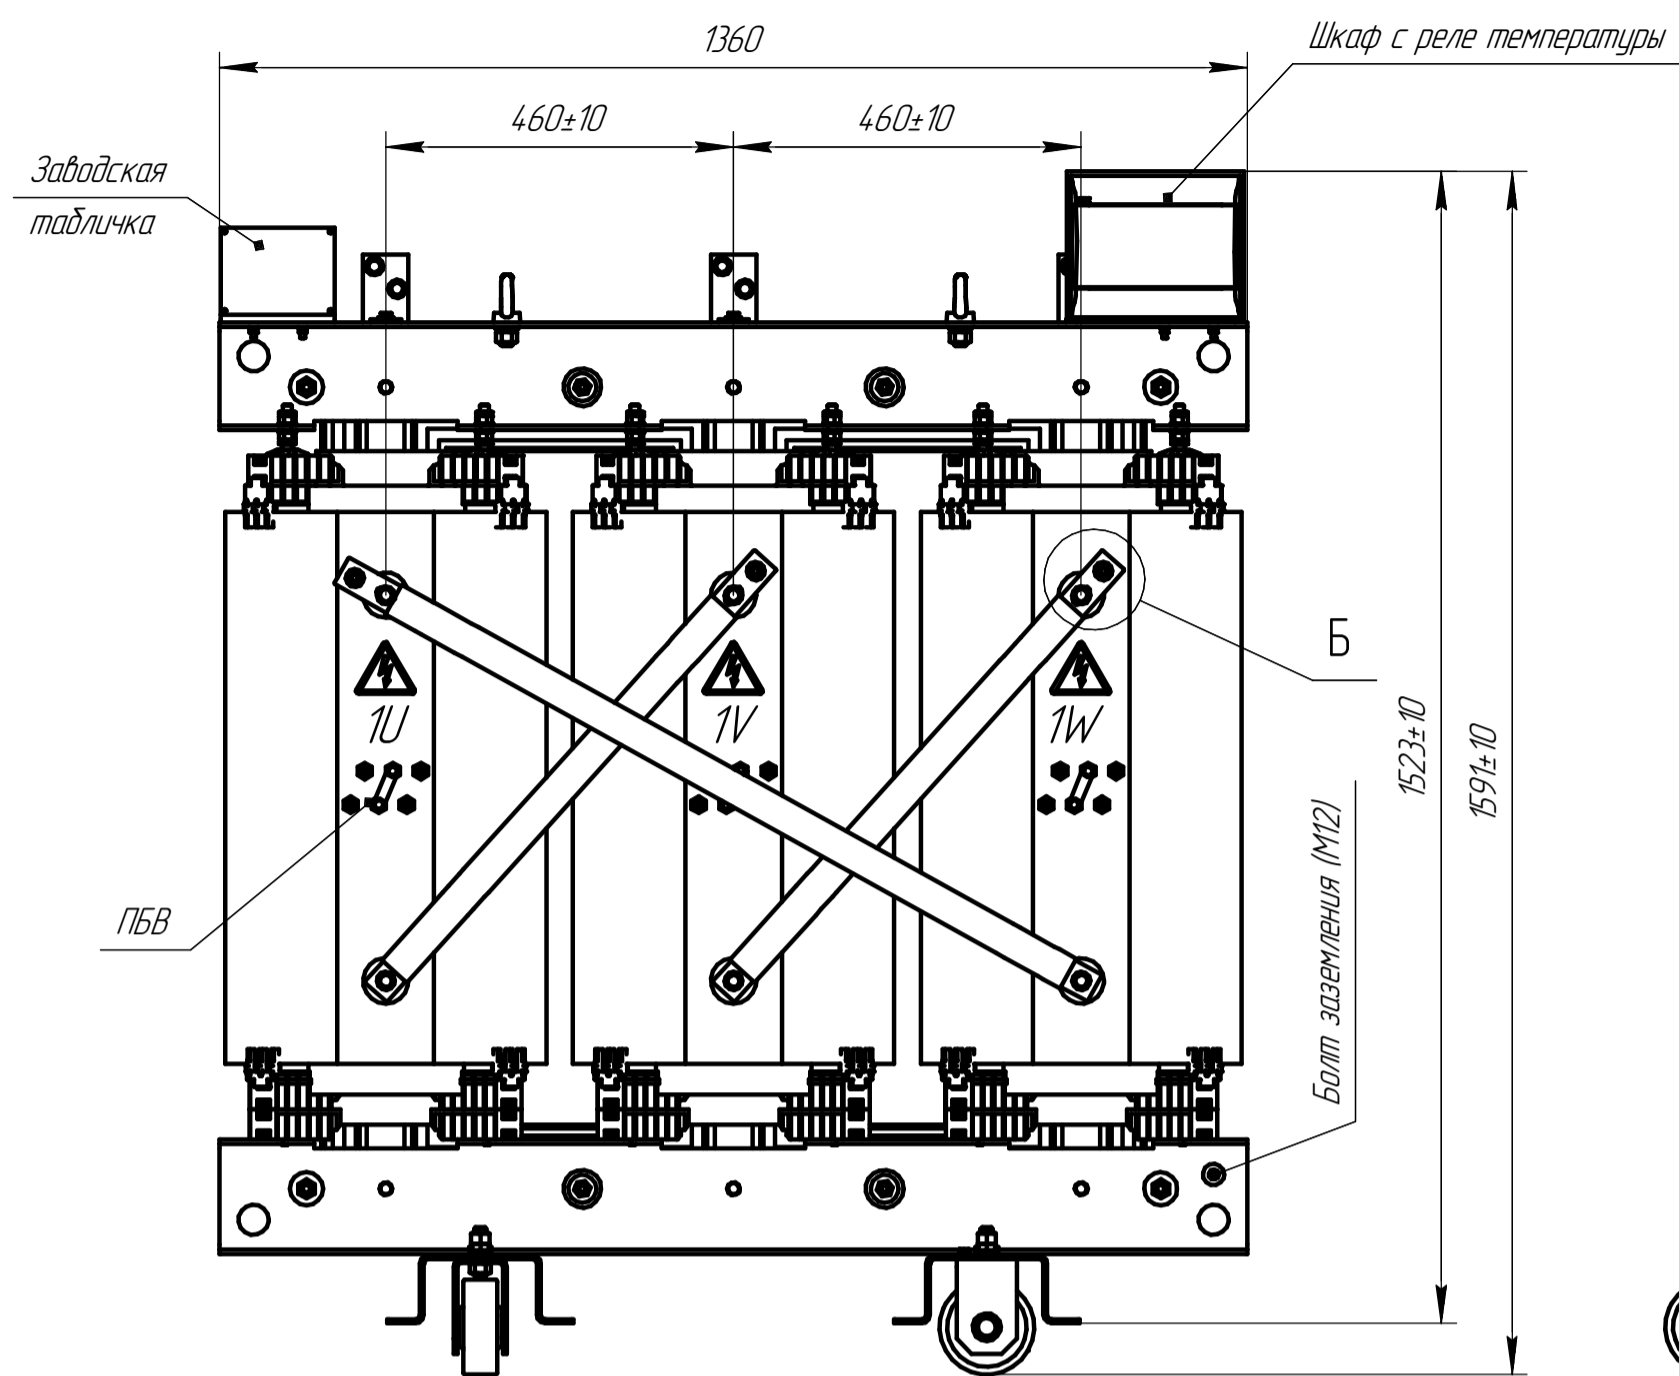 1360
Шкаф с реле температуры
460±10
460±10
Заводская
табличка
Б
1U
1V
1W
1523±10
1591±10
Болт заземления (М12)
ПБВ